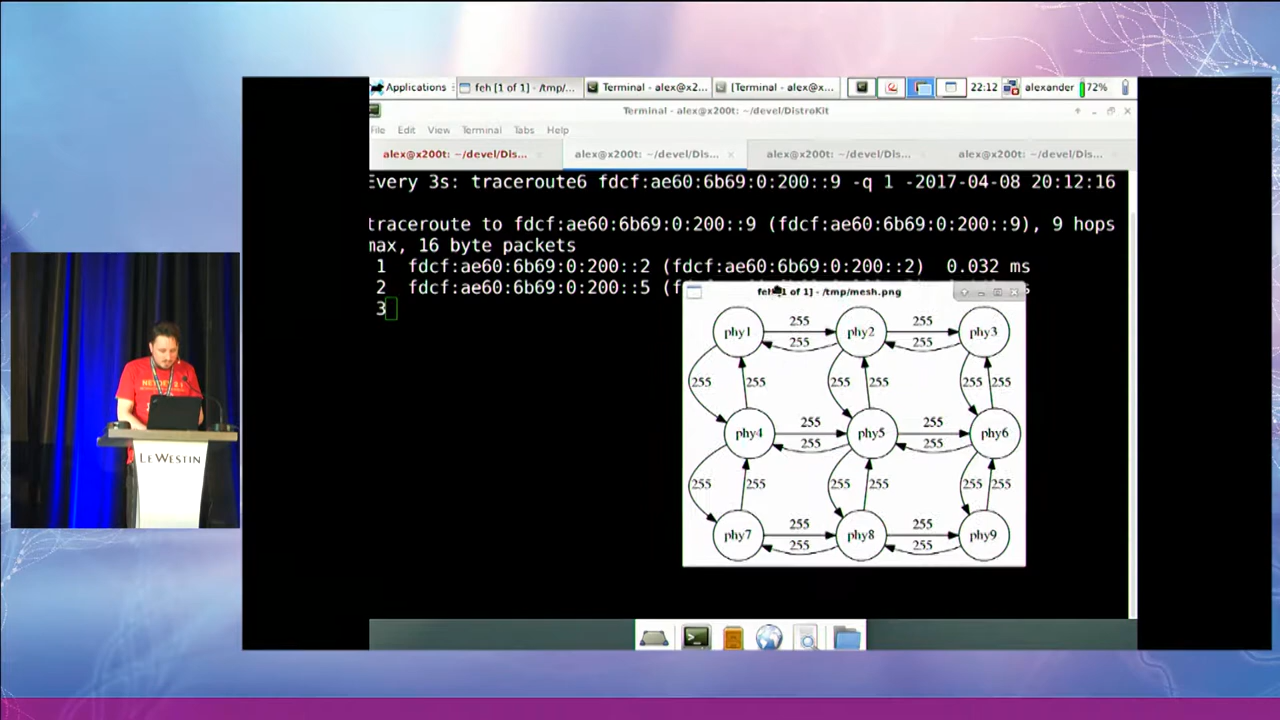 Applications
feh [1 of 1] - /tmp/...
Terminal - alex@x2...
[Terminal - alex@x...
22:12
alexander
72%
Terminal - alex@x200t: ~/devel/DistroKit
File Edit View Terminal Tabs Help
alex@x200t: ~/devel/Dis...
alex@x200t: ~/devel/Dis...
alex@x200t: ~/devel/Dis...
alex@x200t: ~/devel/Dis...
Every 3s: traceroute6 fdcf:ae60:6b69:0:200::9 -q 1 -2017-04-08 20:12:16
traceroute to fdcf:ae60:6b69:0:200::9 (fdcf:ae60:6b69:0:200::9), 9 hops
max, 16 byte packets
1 fdcf:ae60:6b69:0:200::2 (fdcf:ae60:6b69:0:200::2) 0.032 ms
2 fdcf:ae60:6b69:0:200::5 (f
3
feh [1 of 1] - /tmp/mesh.png
255 255
phy1 phy2 phy3
255 255
255 255 255 255 255 255
255 255
phy4 phy5 phy6
255 255
255 255 255 255 255 255
255 255
phy7 phy8 phy9
255 255
NETDEV 2.1
LE WESTIN